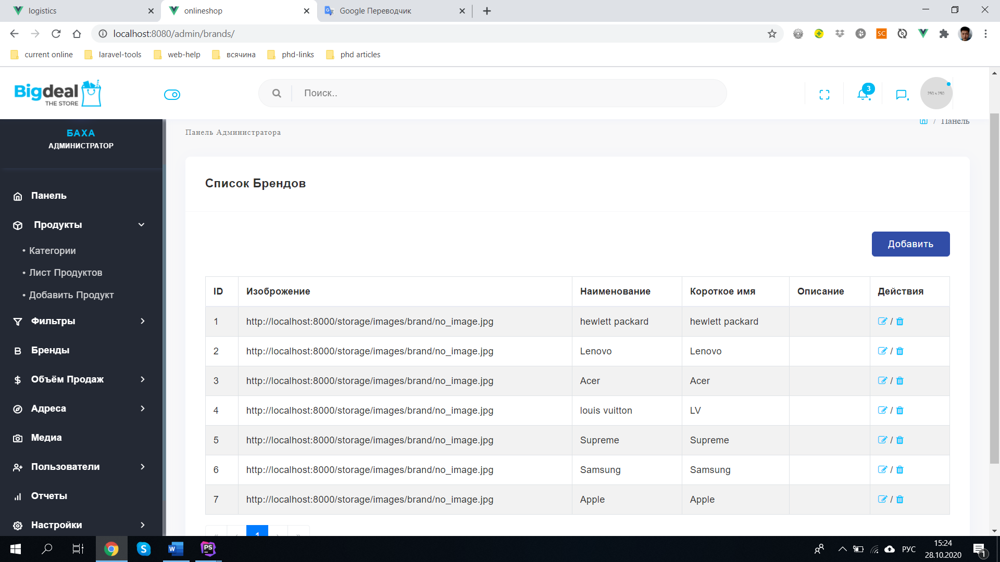 logistics
onlineshop
Google Переводчик
localhost:8080/admin/brands/
SC
current online
laravel-tools
web-help
всячина
phd-links
phd articles
Bigdeal
THE STORE
Поиск..
3
250 x 250
БАХА
АДМИНИСТРАТОР
Панель Администратора
/ Панель
Список Брендов
Панель
Продукты
• Категории
• Лист Продуктов
• Добавить Продукт
Фильтры
B Бренды
$ Объём Продаж
Адреса
Медиа
Пользователи
Отчеты
Настройки
Добавить
ID Изоброжение Наименование Короткое имя Описание Действия
1 http://localhost:8000/storage/images/brand/no_image.jpg hewlett packard hewlett packard /
2 http://localhost:8000/storage/images/brand/no_image.jpg Lenovo Lenovo /
3 http://localhost:8000/storage/images/brand/no_image.jpg Acer Acer /
4 http://localhost:8000/storage/images/brand/no_image.jpg louis vuitton LV /
5 http://localhost:8000/storage/images/brand/no_image.jpg Supreme Supreme /
6 http://localhost:8000/storage/images/brand/no_image.jpg Samsung Samsung /
7 http://localhost:8000/storage/images/brand/no_image.jpg Apple Apple /
« ‹ 1 › »
S
W
PS
РУС
15:24
28.10.2020
1